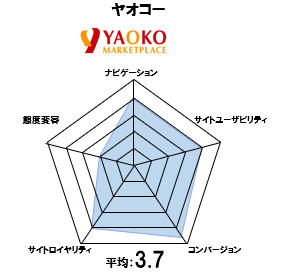 ヤオコー
YAOKO
MARKETPLACE
ナビゲーション
態度変容
サイトユーザビリティ
サイトロイヤリティ
コンバージョン
平均:3.7